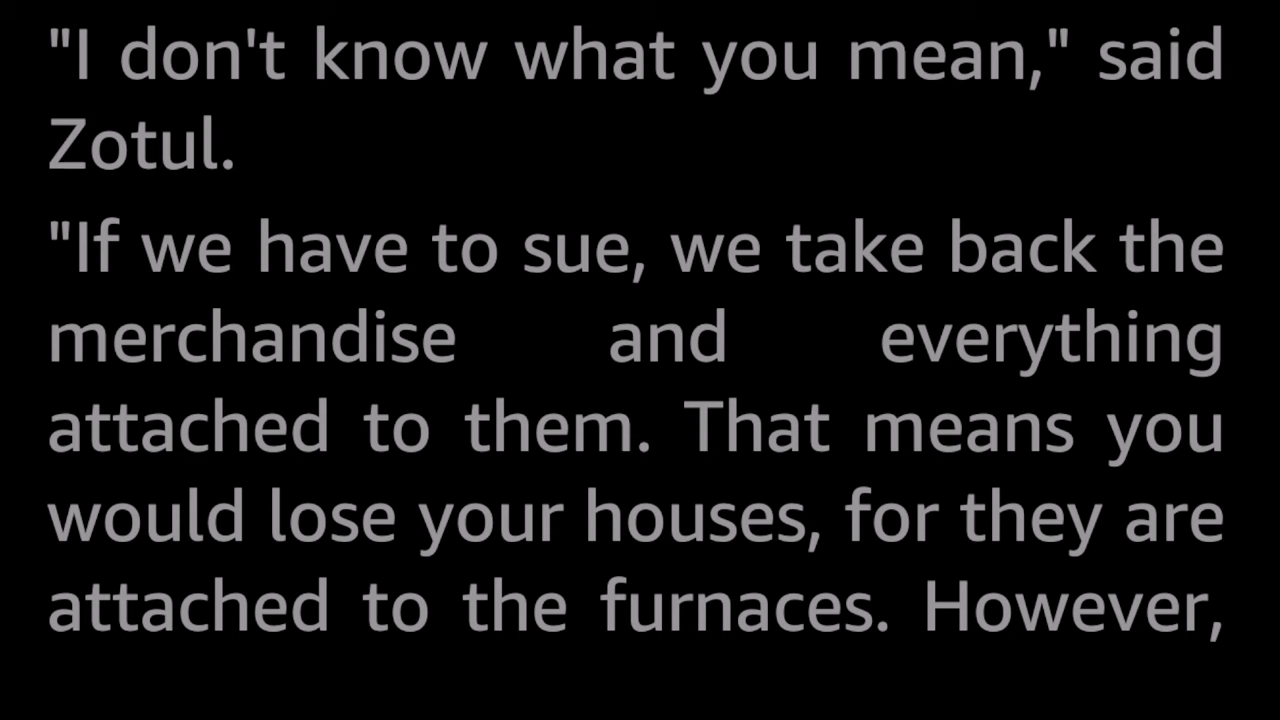 "I don't know what you mean," said
Zotul.
"If we have to sue, we take back the
merchandise and everything
attached to them. That means you
would lose your houses, for they are
attached to the furnaces. However,